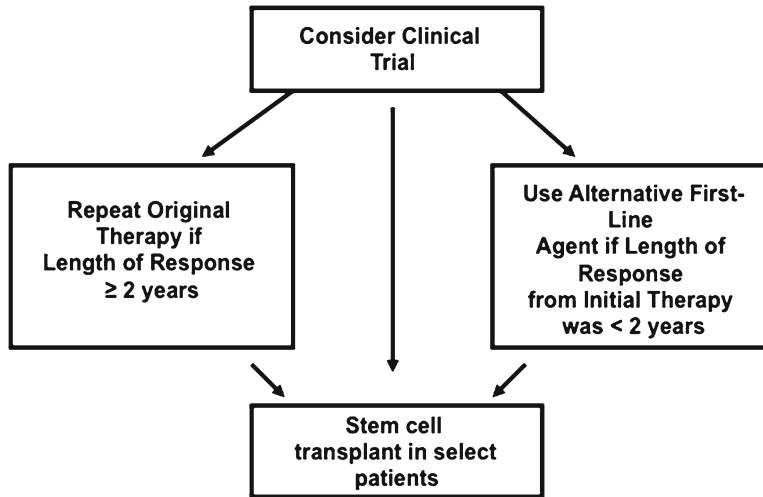 Consider Clinical
Trial
Repeat Original
Therapy if
Length of Response
≥ 2 years
Use Alternative First-
Line
Agent if Length of
Response
from Initial Therapy
was < 2 years
Stem cell
transplant in select
patients